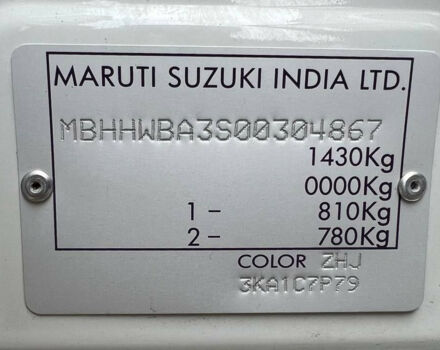 MARUTI SUZUKI INDIA LTD.
MBHHWBA3S00304867
1430Kg
0000Kg
1 – 810Kg
2 – 780Kg
COLOR ZHJ
3KA1C7P79